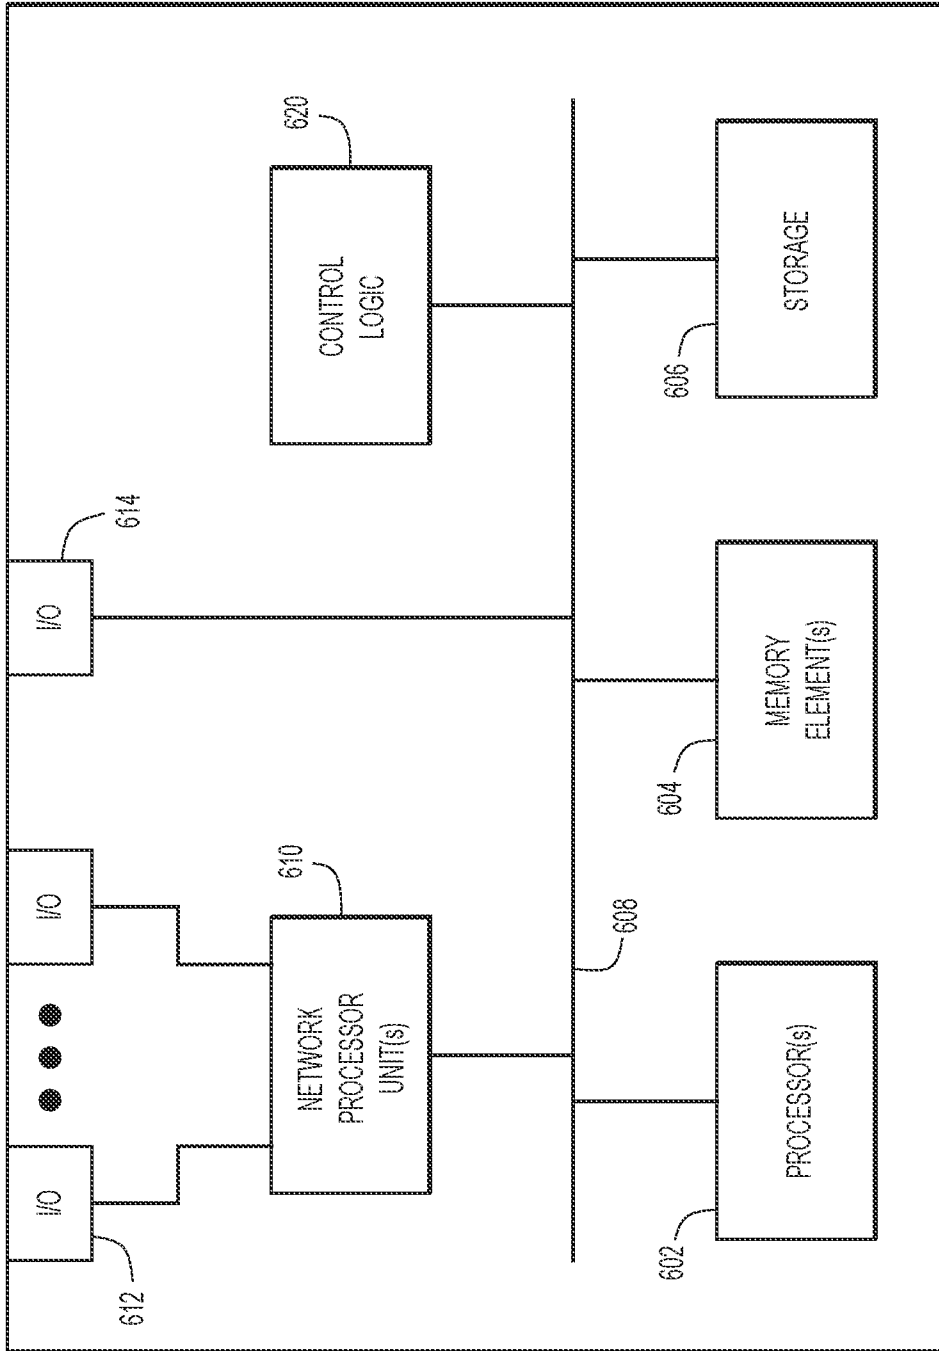 I/O
I/O
I/O
612
614
NETWORK
PROCESSOR
UNIT(s)
610
CONTROL
LOGIC
620
608
602
PROCESSOR(s)
604
MEMORY
ELEMENT(s)
606
STORAGE